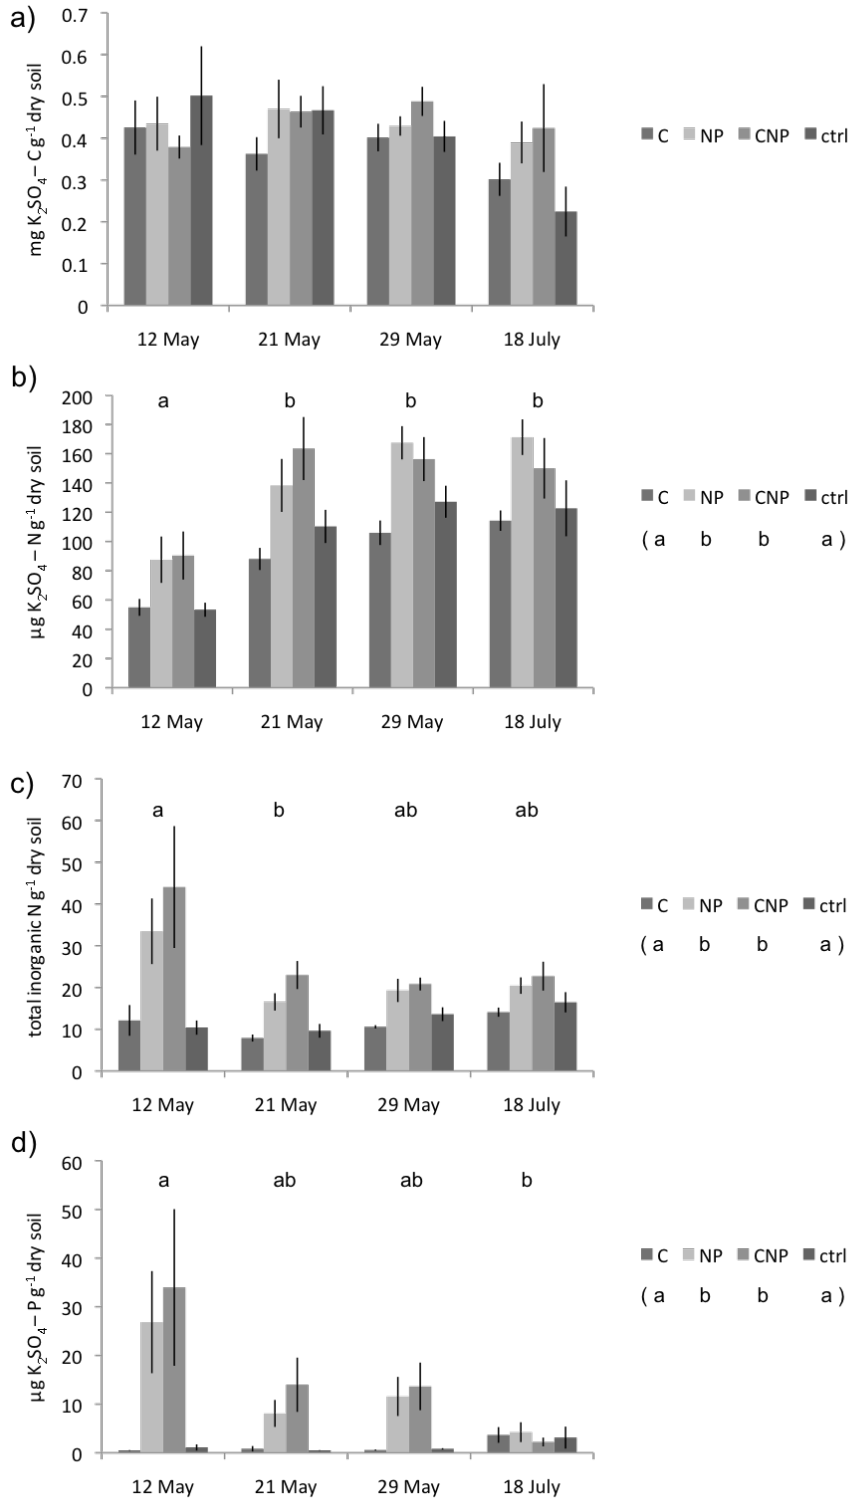 a)
mg K2SO4 – C g-1 dry soil
0.7
0.6
0.5
0.4
0.3
0.2
0.1
0
12 May 21 May 29 May 18 July
C NP CNP ctrl
b)
μg K2SO4 – N g-1 dry soil
200
180
160
140
120
100
80
60
40
20
0
a b b b
12 May 21 May 29 May 18 July
C NP CNP ctrl
( a b b a )
c)
total inorganic N g-1 dry soil
70
60
50
40
30
20
10
0
a b ab ab
12 May 21 May 29 May 18 July
C NP CNP ctrl
( a b b a )
d)
μg K2SO4 – P g-1 dry soil
60
50
40
30
20
10
0
a ab ab b
12 May 21 May 29 May 18 July
C NP CNP ctrl
( a b b a )